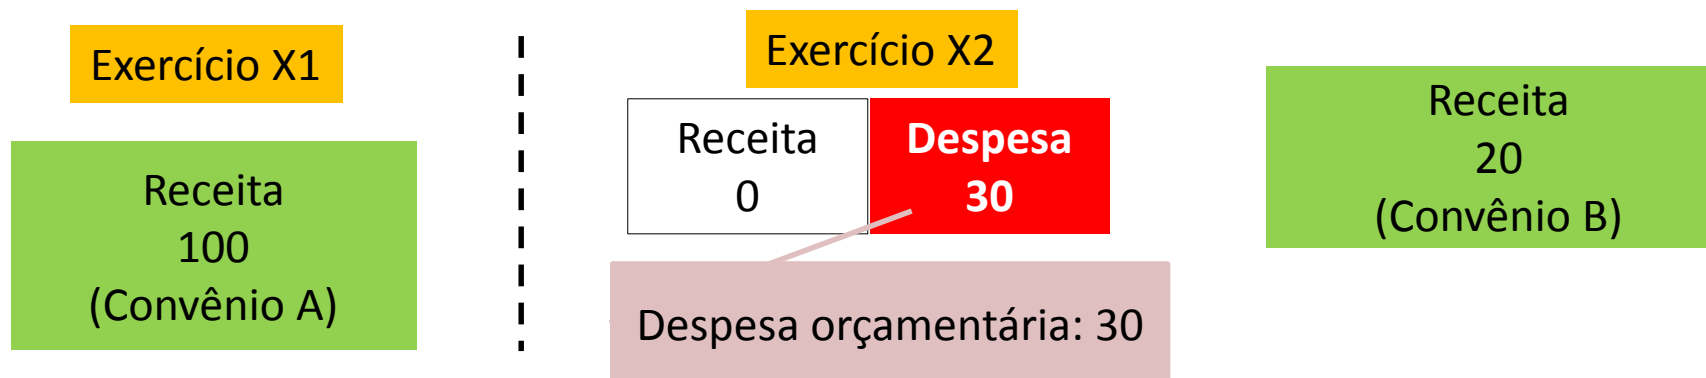 Exercício X1
Receita
100
(Convênio A)
Exercício X2
Receita
0
Despesa
30
Despesa orçamentária: 30
Receita
20
(Convênio B)